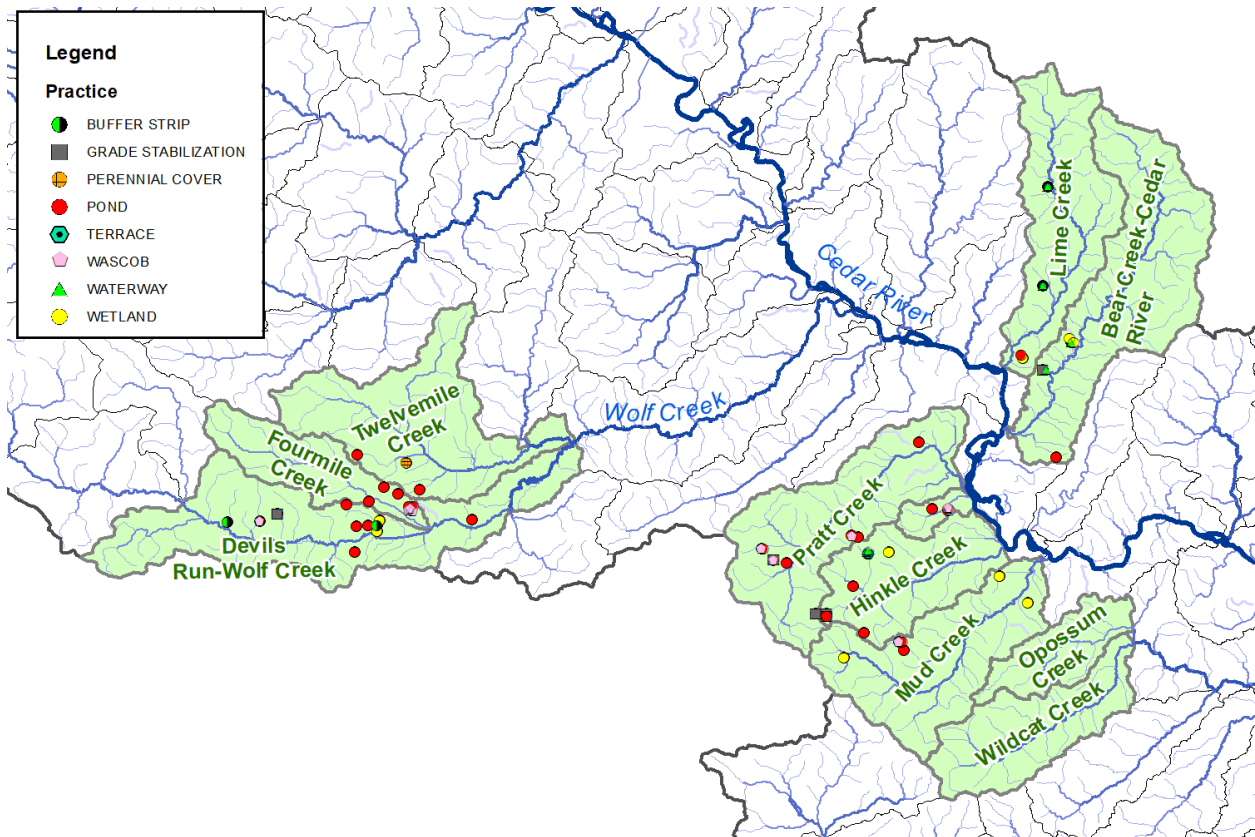 Legend
Practice
BUFFER STRIP
GRADE STABILIZATION
PERENNIAL COVER
POND
TERRACE
WASCOB
WATERWAY
WETLAND
Lime Creek
Bear Creek-Cedar
River
Cedar River
Wolf Creek
Twelvemile
Creek
Fourmile
Creek
Devils
Run-Wolf Creek
Pratt Creek
Hinkle Creek
Mud Creek
Opossum
Creek
Wildcat Creek